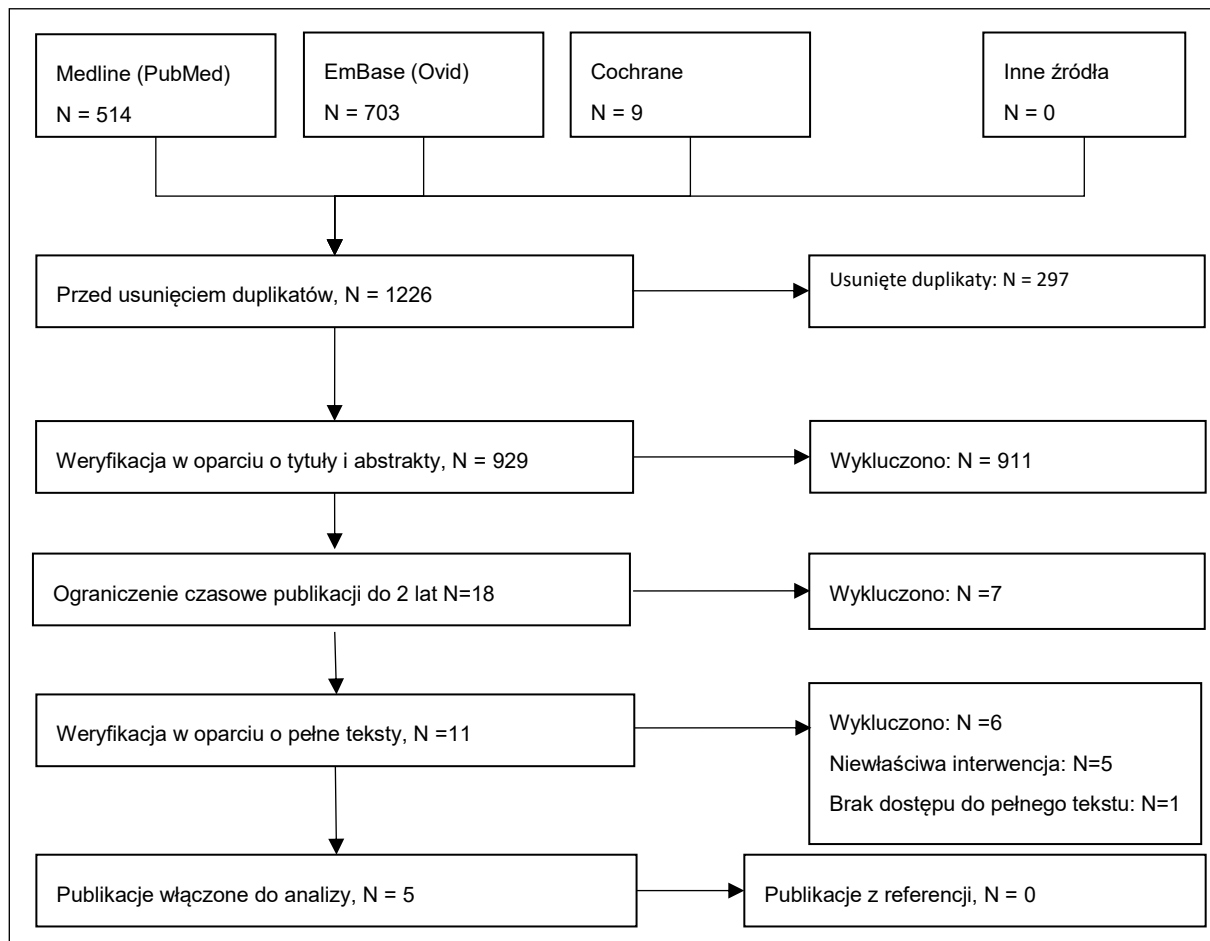 Medline (PubMed)
N = 514
EmBase (Ovid)
N = 703
Cochrane
N = 9
Inne źródła
N = 0
Przed usunięciem duplikatów, N = 1226
Usunięte duplikaty: N = 297
Weryfikacja w oparciu o tytuły i abstrakty, N = 929
Wykluczono: N = 911
Ograniczenie czasowe publikacji do 2 lat N=18
Wykluczono: N =7
Weryfikacja w oparciu o pełne teksty, N =11
Wykluczono: N =6
Niewłaściwa interwencja: N=5
Brak dostępu do pełnego tekstu: N=1
Publikacje włączone do analizy, N = 5
Publikacje z referencji, N = 0